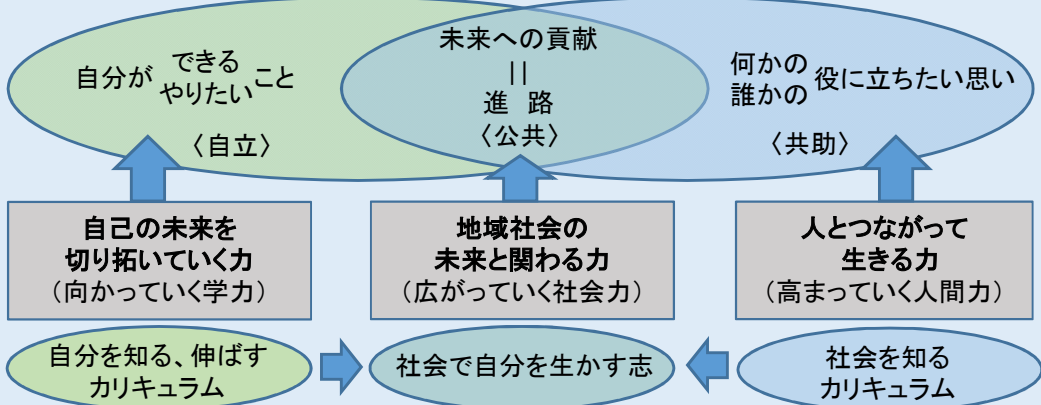 自分が できる やりたい こと
〈自立〉
未来への貢献
||
進 路
〈公共〉
何かの 誰かの 役に立ちたい思い
〈共助〉
自己の未来を
切り拓いていく力
（向かっていく学力）
地域社会の
未来と関わる力
（広がっていく社会力）
人とつながって
生きる力
（高まっていく人間力）
自分を知る、伸ばす
カリキュラム
社会で自分を生かす志
社会を知る
カリキュラム